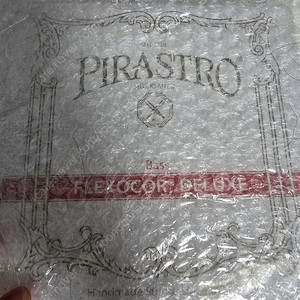 PIRASTRO
Bass
FLEXOCOR DELUXE
Handmade Strings